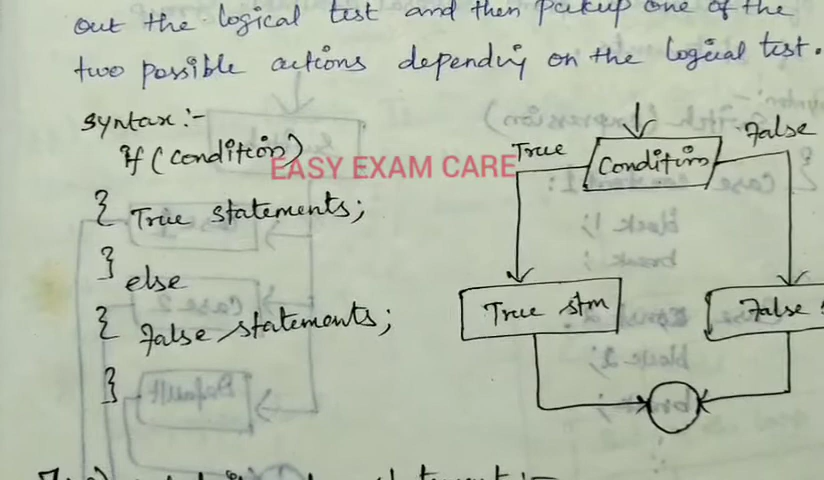 out the logical test and then pickup one of the
two possible actions depending on the logical test.
Syntax :-
if (condition)
EASY EXAM CARE
{ True statements;
} else
{ False statements;
}
True
Condition
False
True stm
False